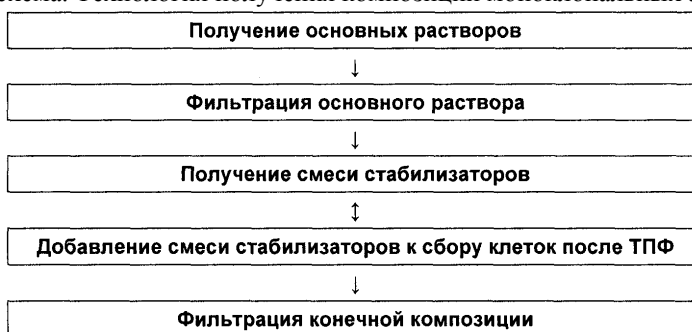 Получение основных растворов
↓
Фильтрация основного раствора
↓
Получение смеси стабилизаторов
↕
Добавление смеси стабилизаторов к сбору клеток после ТПФ
↓
Фильтрация конечной композиции